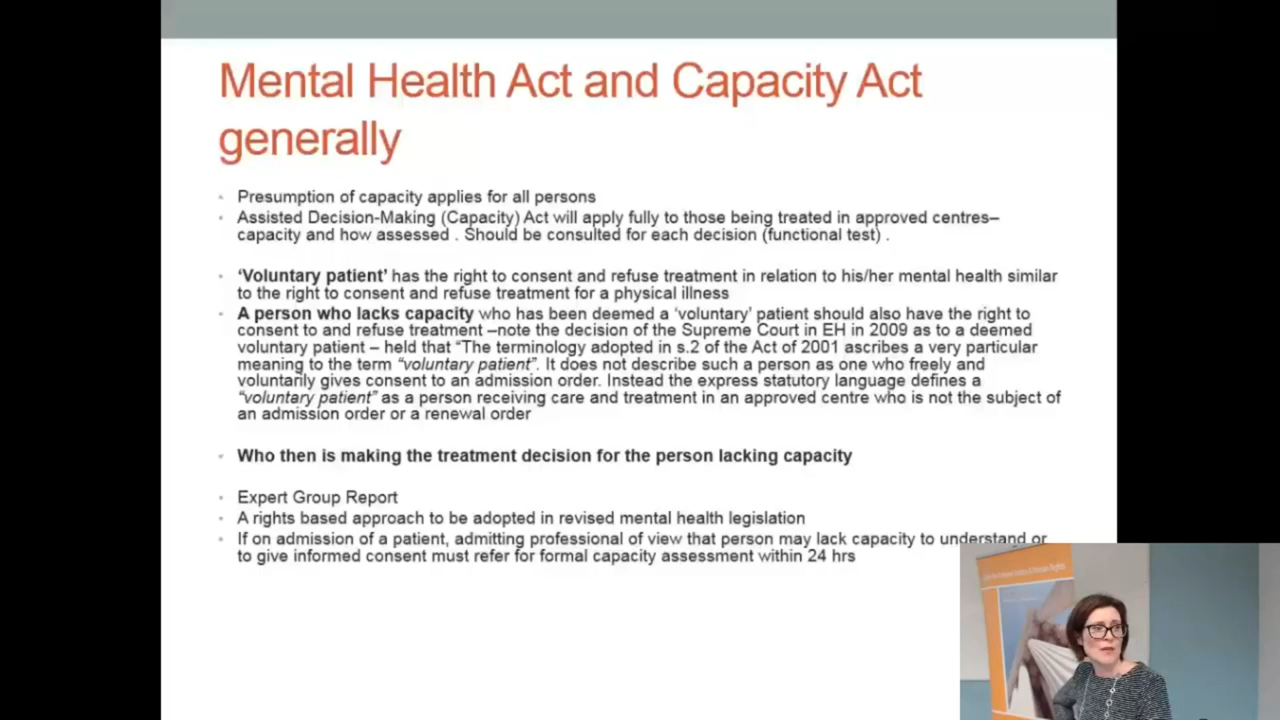 Mental Health Act and Capacity Act
generally
Presumption of capacity applies for all persons
Assisted Decision-Making (Capacity) Act will apply fully to those being treated in approved centres–
capacity and how assessed . Should be consulted for each decision (functional test) .
‘Voluntary patient’ has the right to consent and refuse treatment in relation to his/her mental health similar
to the right to consent and refuse treatment for a physical illness
A person who lacks capacity who has been deemed a ‘voluntary’ patient should also have the right to
consent to and refuse treatment –note the decision of the Supreme Court in EH in 2009 as to a deemed
voluntary patient – held that “The terminology adopted in s.2 of the Act of 2001 ascribes a very particular
meaning to the term “voluntary patient”. It does not describe such a person as one who freely and
voluntarily gives consent to an admission order. Instead the express statutory language defines a
“voluntary patient” as a person receiving care and treatment in an approved centre who is not the subject of
an admission order or a renewal order
Who then is making the treatment decision for the person lacking capacity
Expert Group Report
A rights based approach to be adopted in revised mental health legislation
If on admission of a patient, admitting professional of view that person may lack capacity to understand or
to give informed consent must refer for formal capacity assessment within 24 hrs